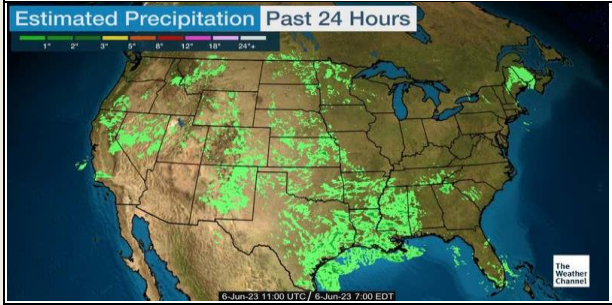 Estimated Precipitation Past 24 Hours
1" 2" 3" 5" 8" 12" 18" 24"+
6-Jun-23 11:00 UTC / 6-Jun-23 7:00 EDT
The
Weather
Channel